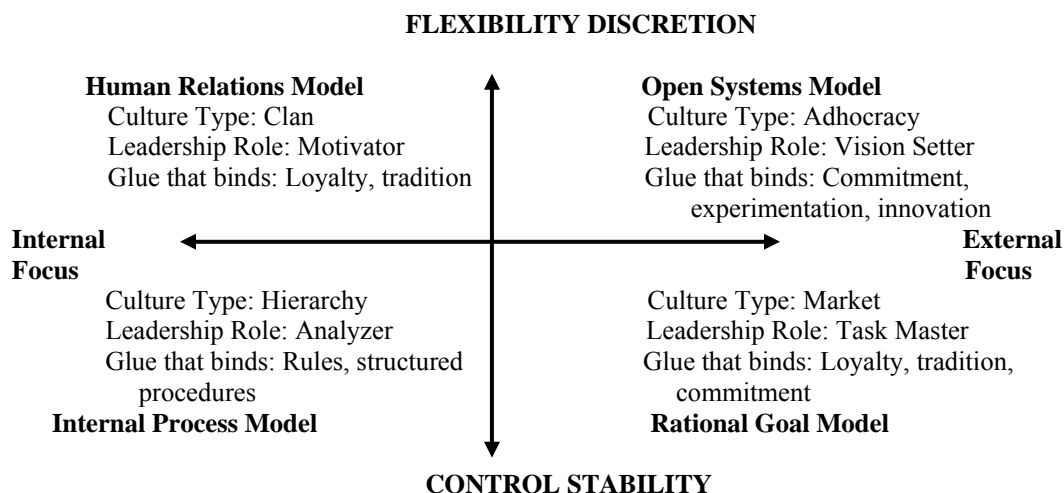 FLEXIBILITY DISCRETION
Human Relations Model
Culture Type: Clan
Leadership Role: Motivator
Glue that binds: Loyalty, tradition
Open Systems Model
Culture Type: Adhocracy
Leadership Role: Vision Setter
Glue that binds: Commitment,
experimentation, innovation
Internal
Focus
External
Focus
Culture Type: Hierarchy
Leadership Role: Analyzer
Glue that binds: Rules, structured
procedures
Internal Process Model
Culture Type: Market
Leadership Role: Task Master
Glue that binds: Loyalty, tradition,
commitment
Rational Goal Model
CONTROL STABILITY